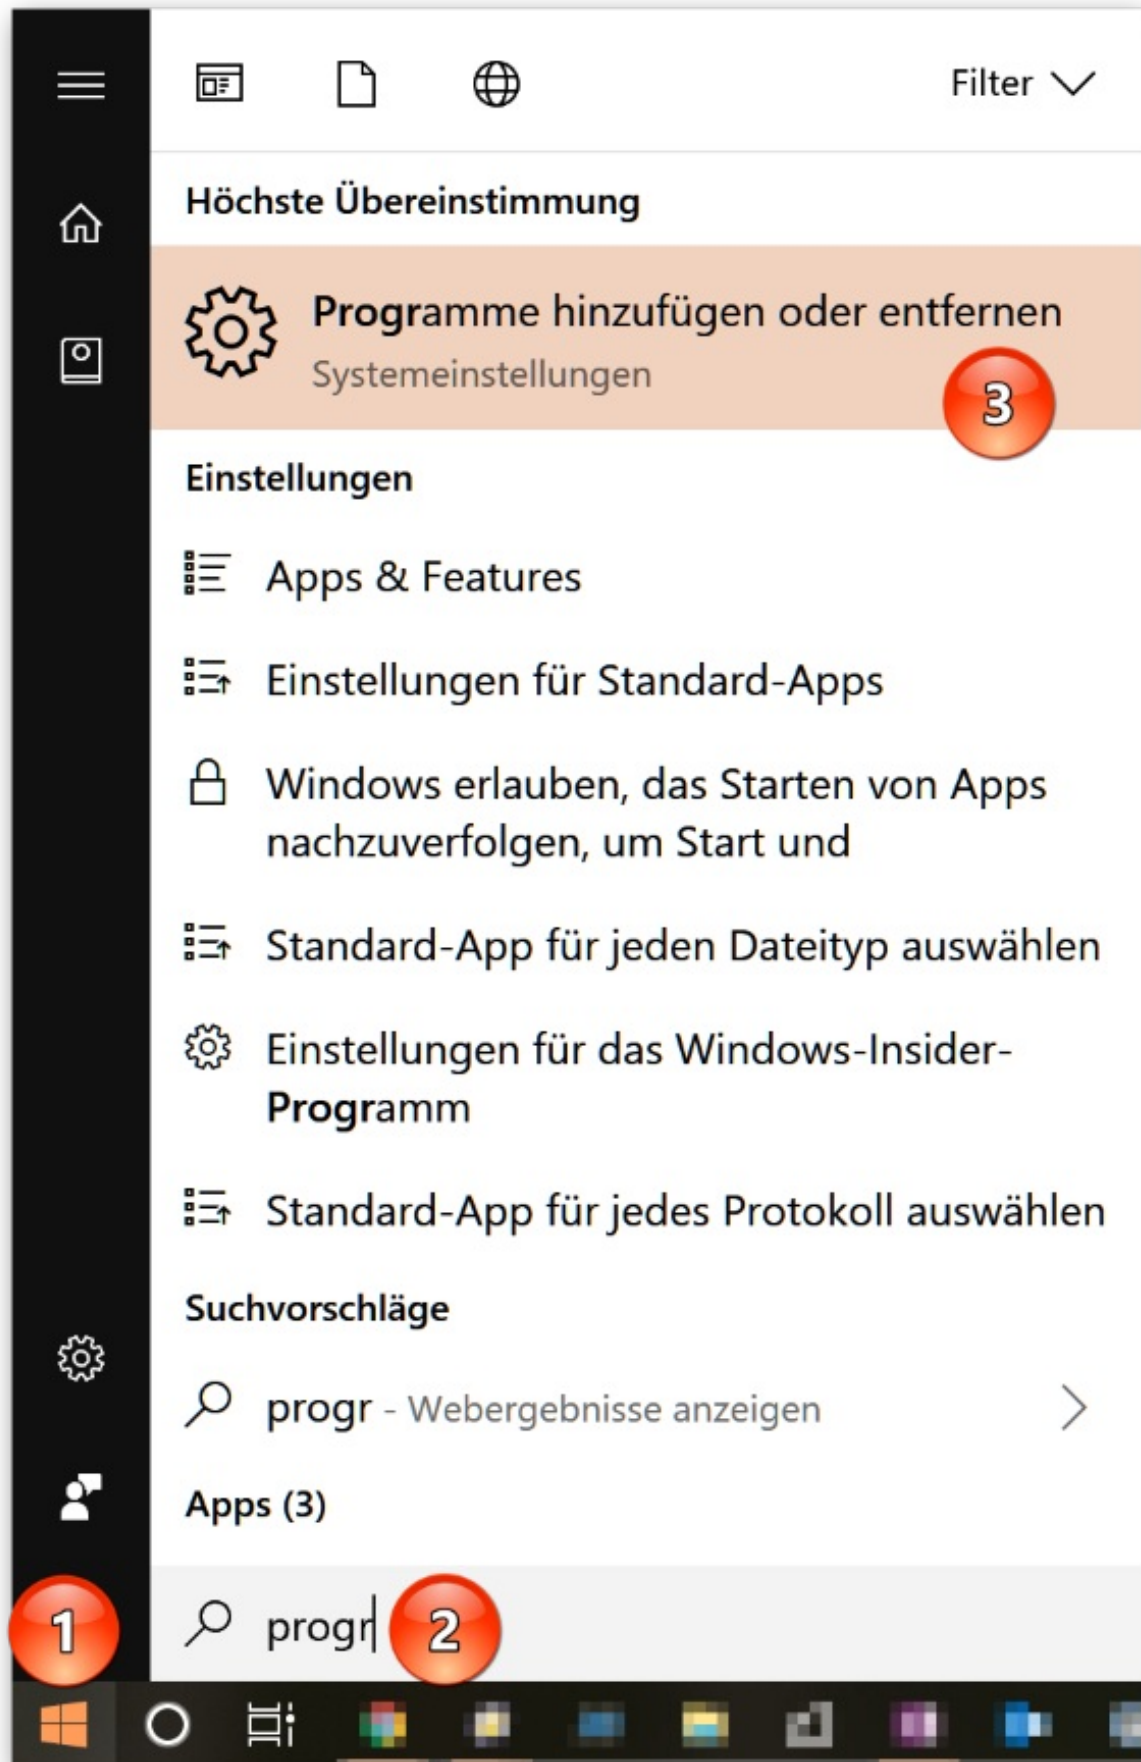 Filter
Höchste Übereinstimmung
Programme hinzufügen oder entfernen
Systemeinstellungen
3
Einstellungen
Apps & Features
Einstellungen für Standard-Apps
Windows erlauben, das Starten von Apps
nachzuverfolgen, um Start und
Standard-App für jeden Dateityp auswählen
Einstellungen für das Windows-Insider-
Programm
Standard-App für jedes Protokoll auswählen
Suchvorschläge
progr - Webergebnisse anzeigen
Apps (3)
1
progr
2